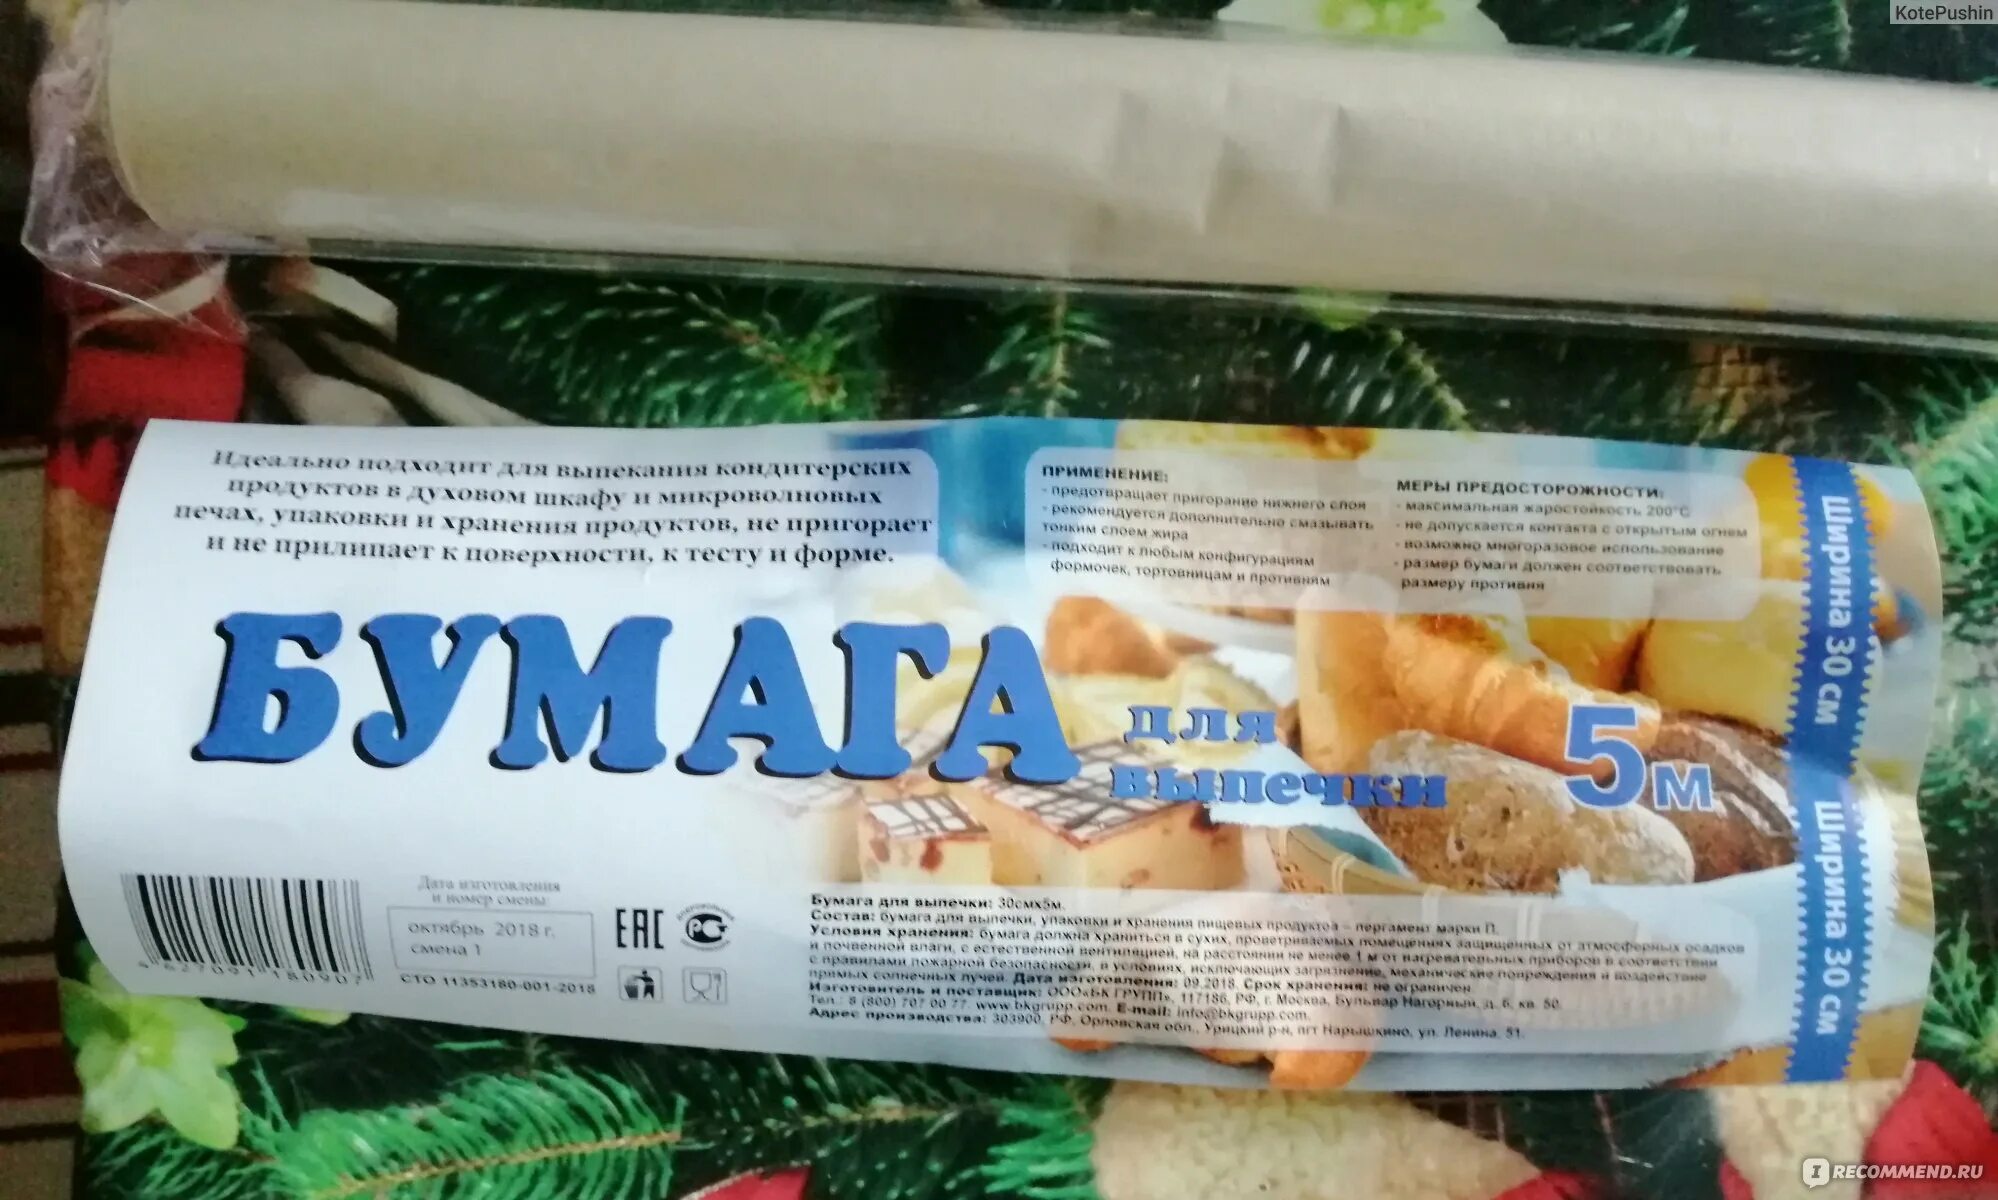 KotePushin
Идеально подходит для выпекания кондитерских
продуктов в духовом шкафу и микроволновых
печах, упаковки и хранения продуктов, не пригорает
и не прилипает к поверхности, к тесту и форме.
ПРИМЕНЕНИЕ:
- предотвращает пригорание нижнего слоя
- рекомендуется дополнительно смазывать
тонким слоем жира
- подходит к любым конфигурациям
формочек, тортовницам и противням
МЕРЫ ПРЕДОСТОРОЖНОСТИ:
- максимальная жаростойкость 200°С
- не допускается контакта с открытым огнем
- возможно многоразовое использование
- размер бумаги должен соответствовать
размеру противня
Ширина 30 см
БУМАГА
для
выпечки
5м
Ширина 30 см
Дата изготовления
и номер смены:
октябрь 2018 г.
смена 1
4627091180907
СТО 11353180-001-2018
ЕАС
ДОБРОВОЛЬНАЯ
РС
Бумага для выпечки: 30смх5м.
Состав: бумага для выпечки, упаковки и хранения пищевых продуктов – пергамент марки П.
Условия хранения: бумага должна храниться в сухих, проветриваемых помещениях защищенных от атмосферных осадков
и почвенной влаги, с естественной вентиляцией, на расстоянии не менее 1 м от нагревательных приборов в соответствии
с правилами пожарной безопасности, в условиях, исключающих загрязнение, механические повреждения и воздействие
прямых солнечных лучей. Дата изготовления: 09.2018. Срок хранения: не ограничен.
Изготовитель и поставщик: ООО«БК ГРУПП», 117186, РФ, г. Москва, Бульвар Нагорный, д. 6, кв. 50.
Тел.: 8 (800) 707 00 77. www.bkgrupp.com. E-mail: info@bkgrupp.com.
Адрес производства: 303900, РФ, Орловская обл., Урицкий р-н, пгт Нарышкино, ул. Ленина, 51.
IRECOMMEND.RU